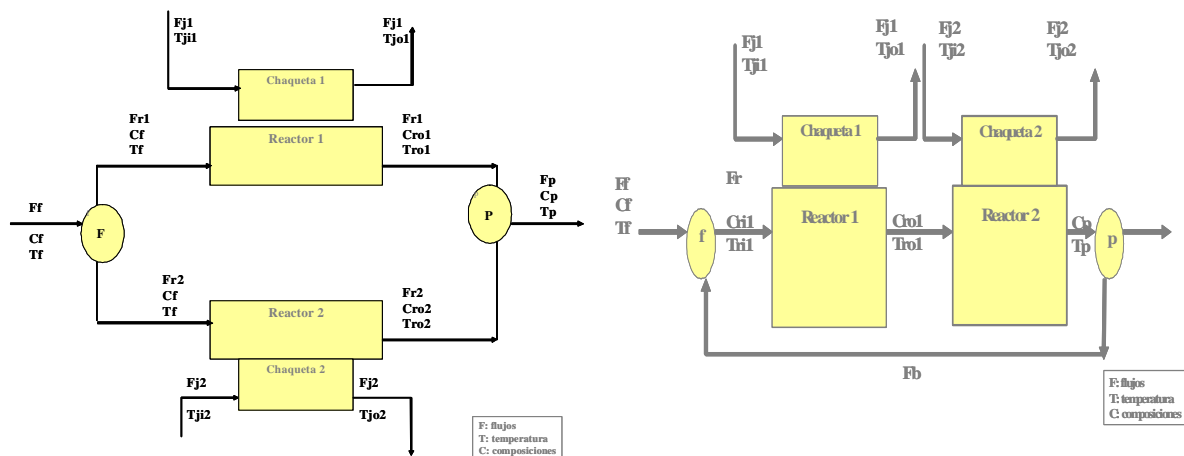 Fj1
Tji1
Fj1
Tjo1
Chaqueta 1
Fr1
Cf
Tf
Reactor 1
Fr1
Cro1
Tro1
Ff
Cf
Tf
F
P
Fp
Cp
Tp
Fr2
Cf
Tf
Reactor 2
Fr2
Cro2
Tro2
Chaqueta 2
Fj2
Tji2
Fj2
Tjo2
F: flujos
T: temperatura
C: composiciones
Fj1
Tji1
Fj1
Tjo1
Fj2
Tji2
Fj2
Tjo2
Chaqueta 1
Chaqueta 2
Ff
Cf
Tf
Fr
f
Cri1
Tri1
Reactor 1
Cro1
Tro1
Reactor 2
Cp
Tp
p
Fb
F: flujos
T: temperatura
C: composiciones